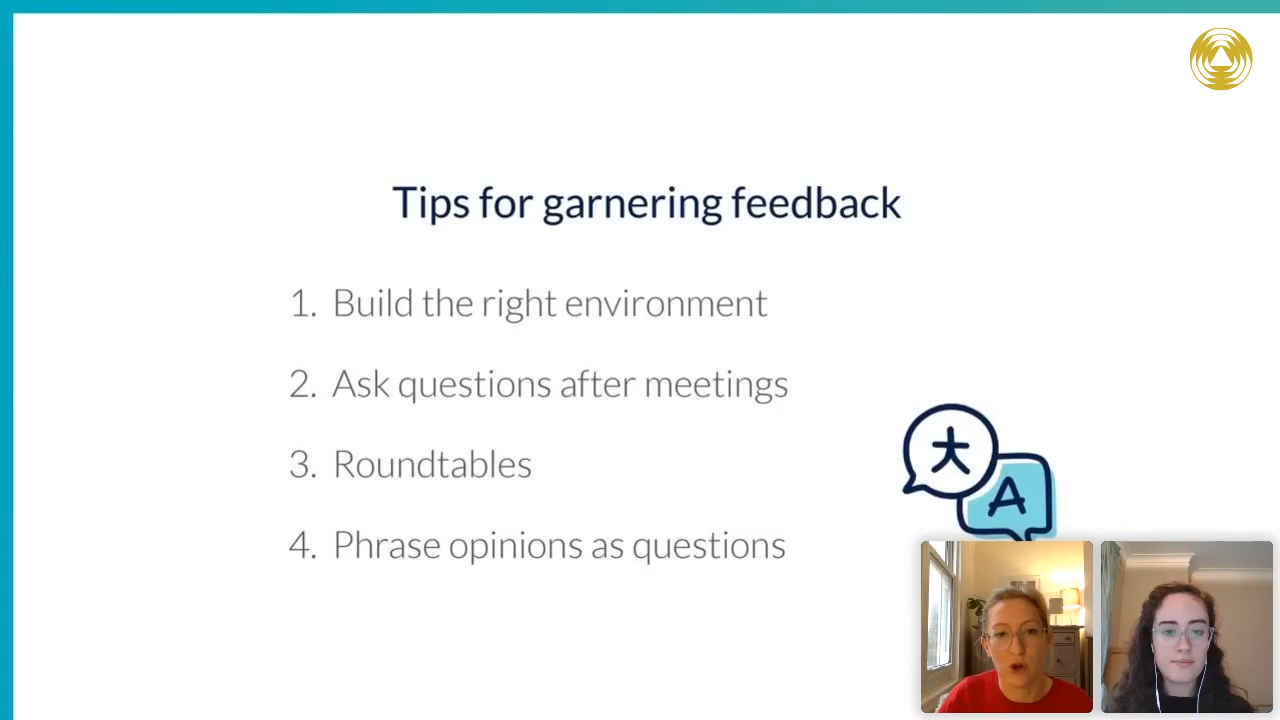 Tips for garnering feedback
1. Build the right environment
2. Ask questions after meetings
3. Roundtables
4. Phrase opinions as questions
大
A